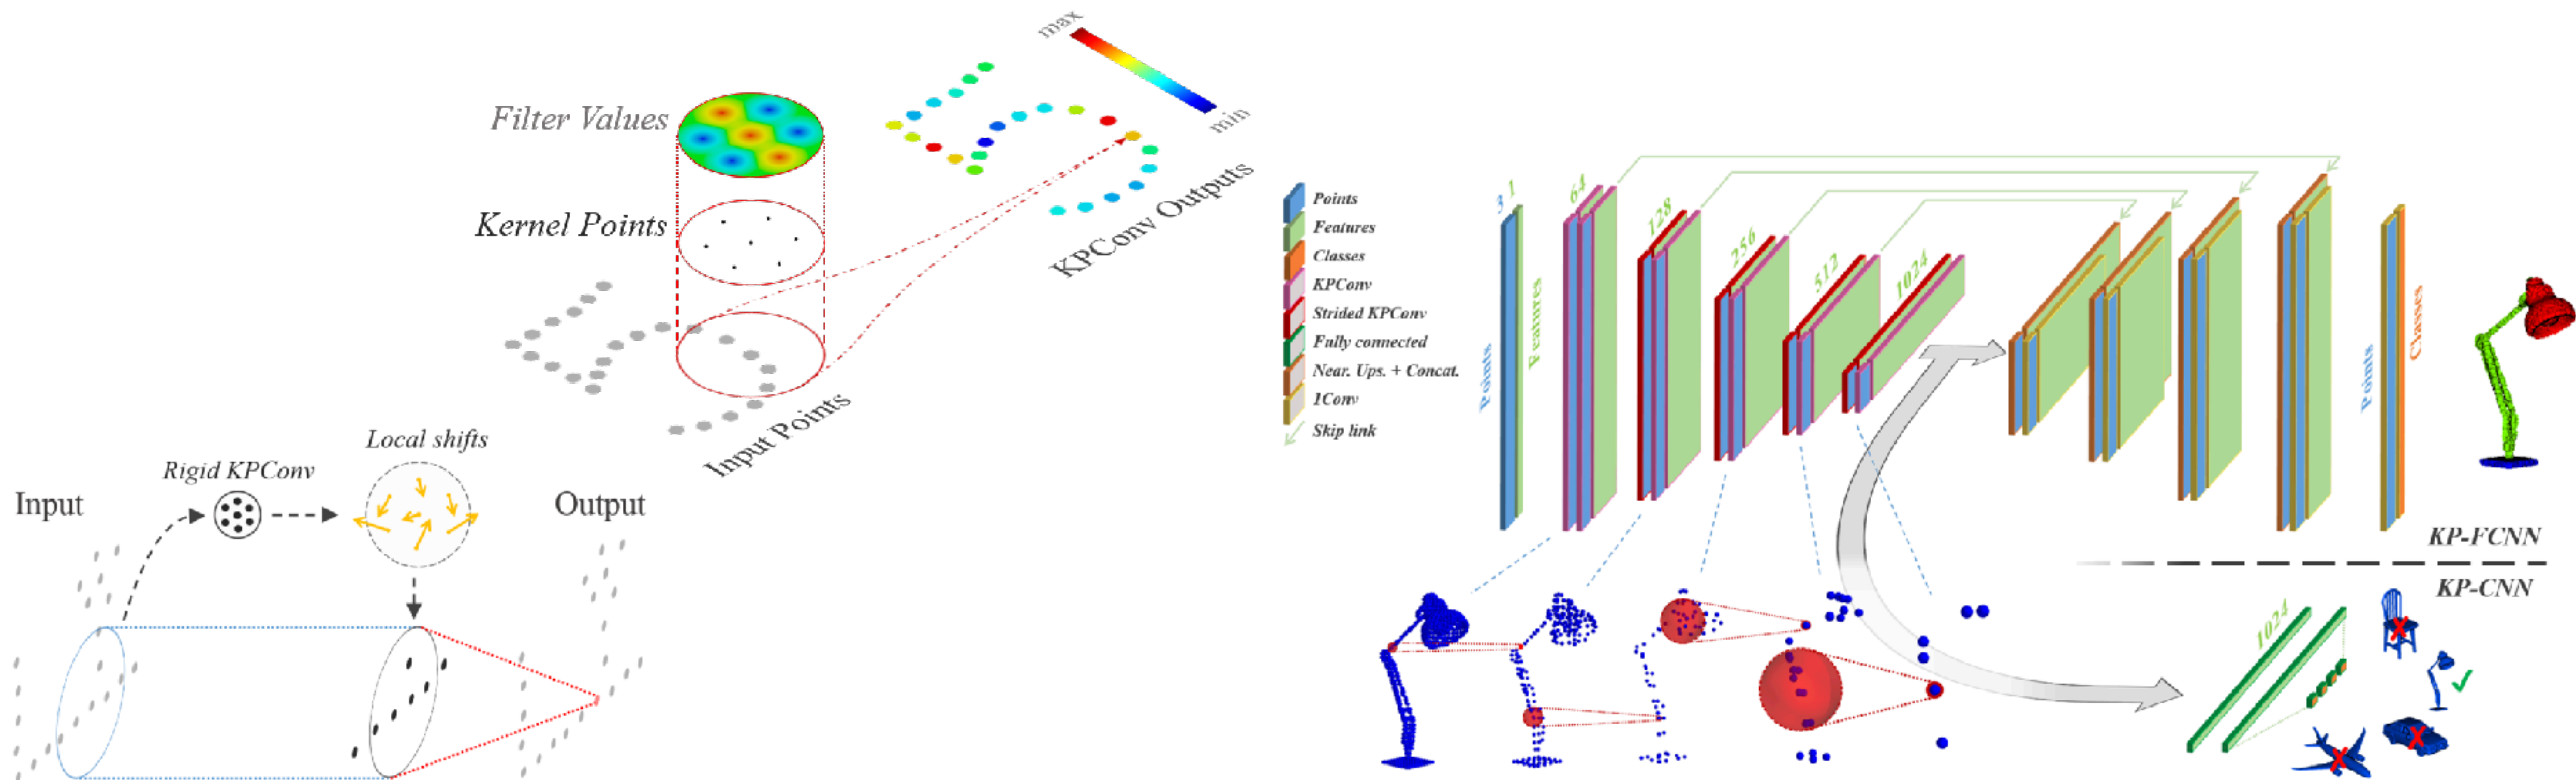 max
min
Filter Values
Kernel Points
KPConv Outputs
Input Points
Local shifts
Rigid KPConv
Input
Output
Points
Features
Classes
KPConv
Strided KPConv
Fully connected
Near. Ups. + Concat.
1Conv
Skip link
3
1
64
128
256
512
1024
Points
Features
Points
Classes
KP-FCNN
KP-CNN
1024